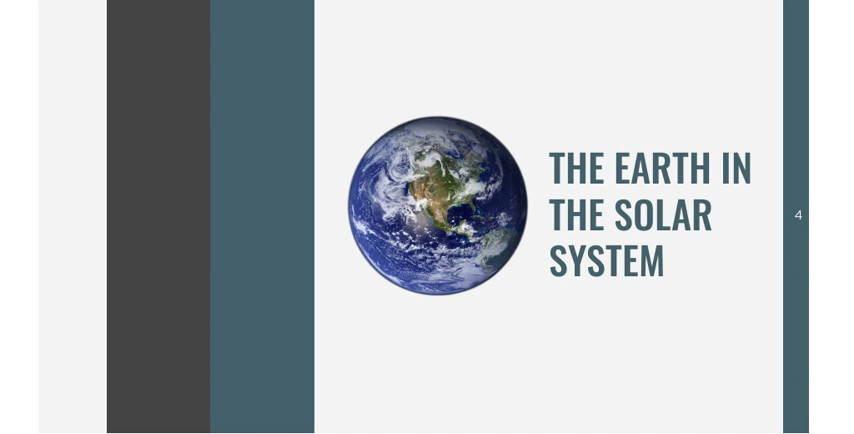 THE EARTH IN
THE SOLAR
SYSTEM
4